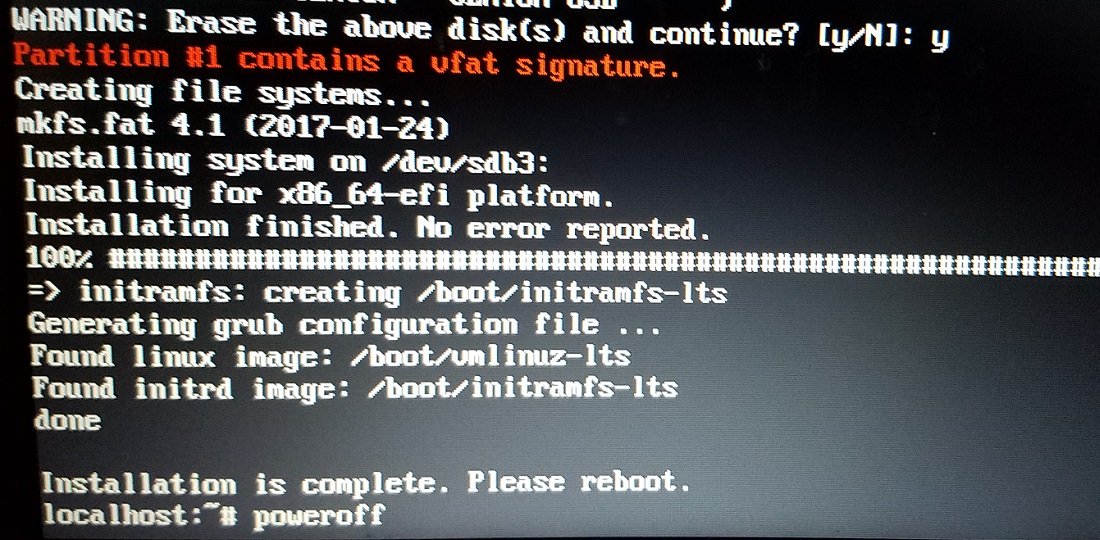 WARNING: Erase the above disk(s) and continue? [y/N]: y
Partition #1 contains a vfat signature.
Creating file systems...
mkfs.fat 4.1 (2017-01-24)
Installing system on /dev/sdb3:
Installing for x86_64-efi platform.
Installation finished. No error reported.
100% ##########################################################
=> initramfs: creating /boot/initramfs-lts
Generating grub configuration file ...
Found linux image: /boot/vmlinuz-lts
Found initrd image: /boot/initramfs-lts
done
Installation is complete. Please reboot.
localhost:~# poweroff